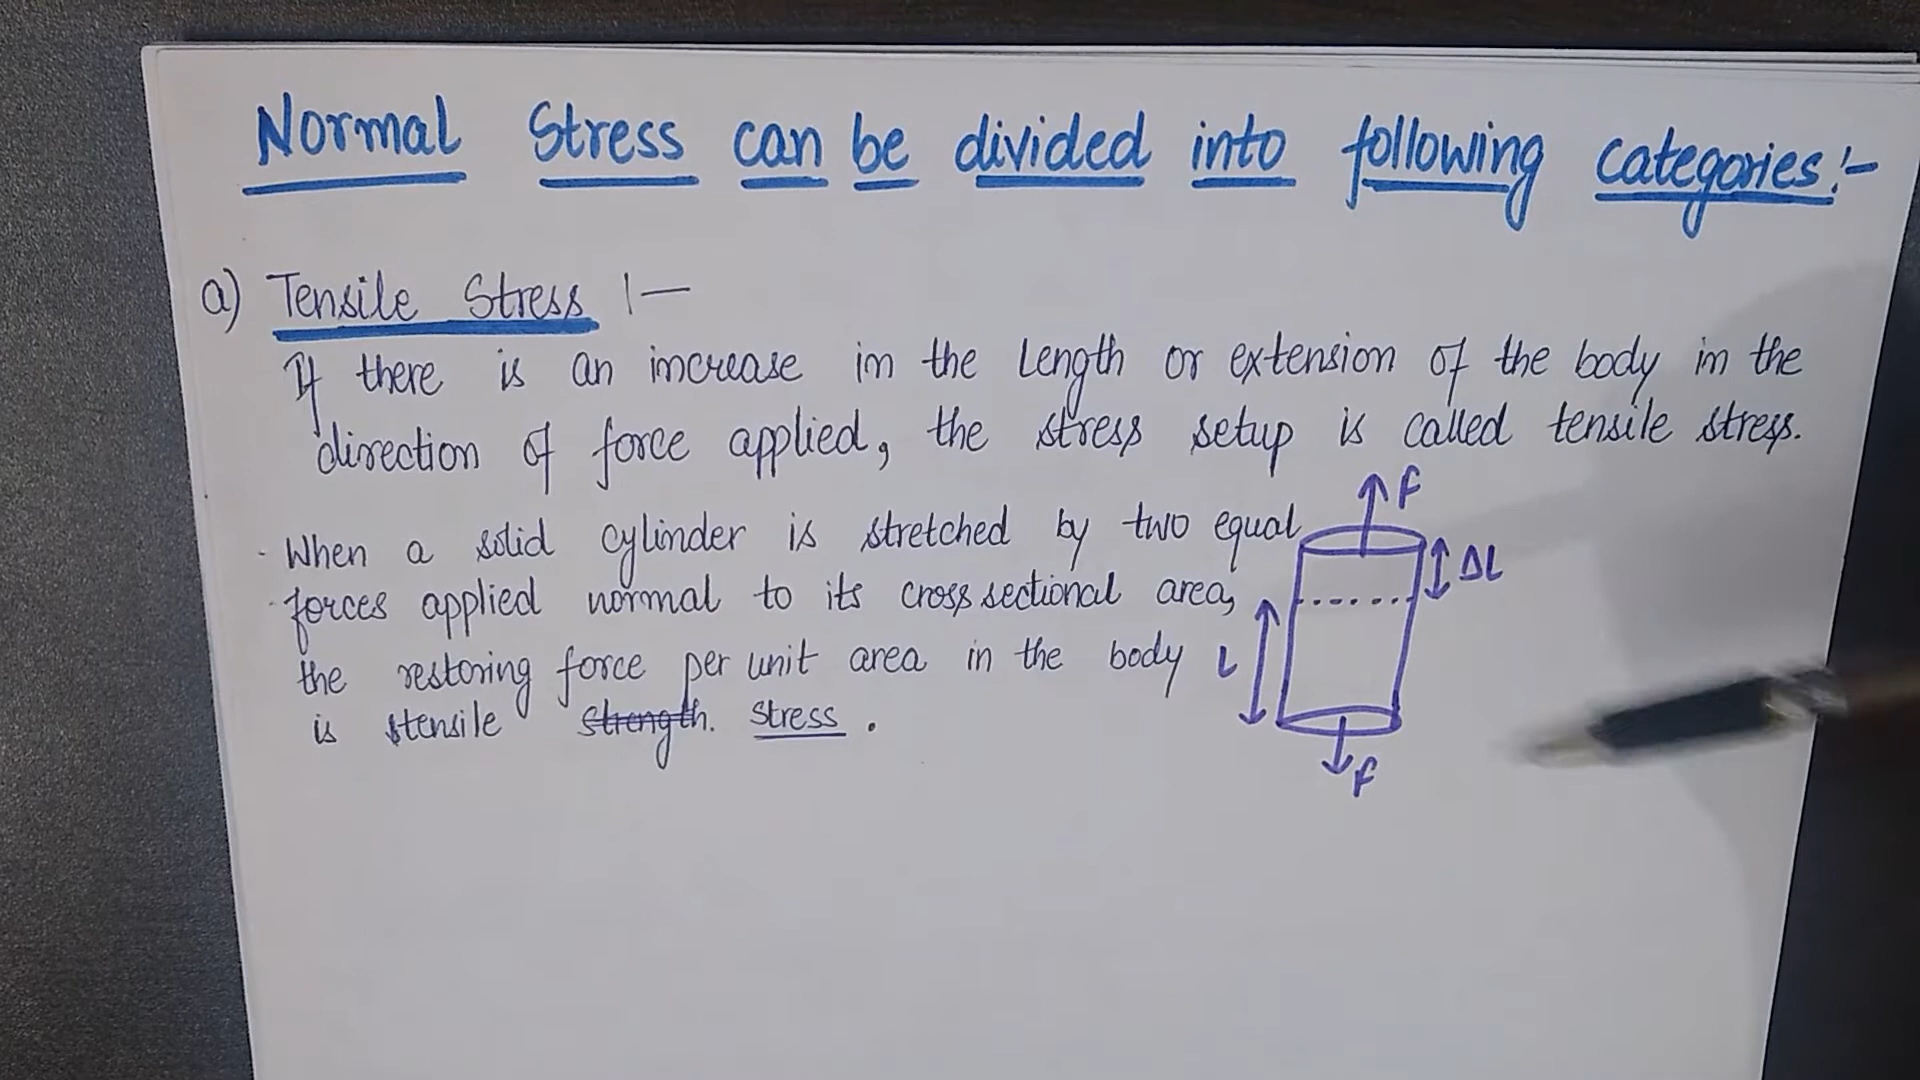 Normal Stress can be divided into following categories:-
a) Tensile Stress :-
If there is an increase in the length or extension of the body in the
direction of force applied, the stress setup is called tensile stress.
F
When a solid cylinder is stretched by two equal
ΔL
forces applied normal to its cross sectional area,
the restoring force per unit area in the body
L
is tensile strength. stress.
F